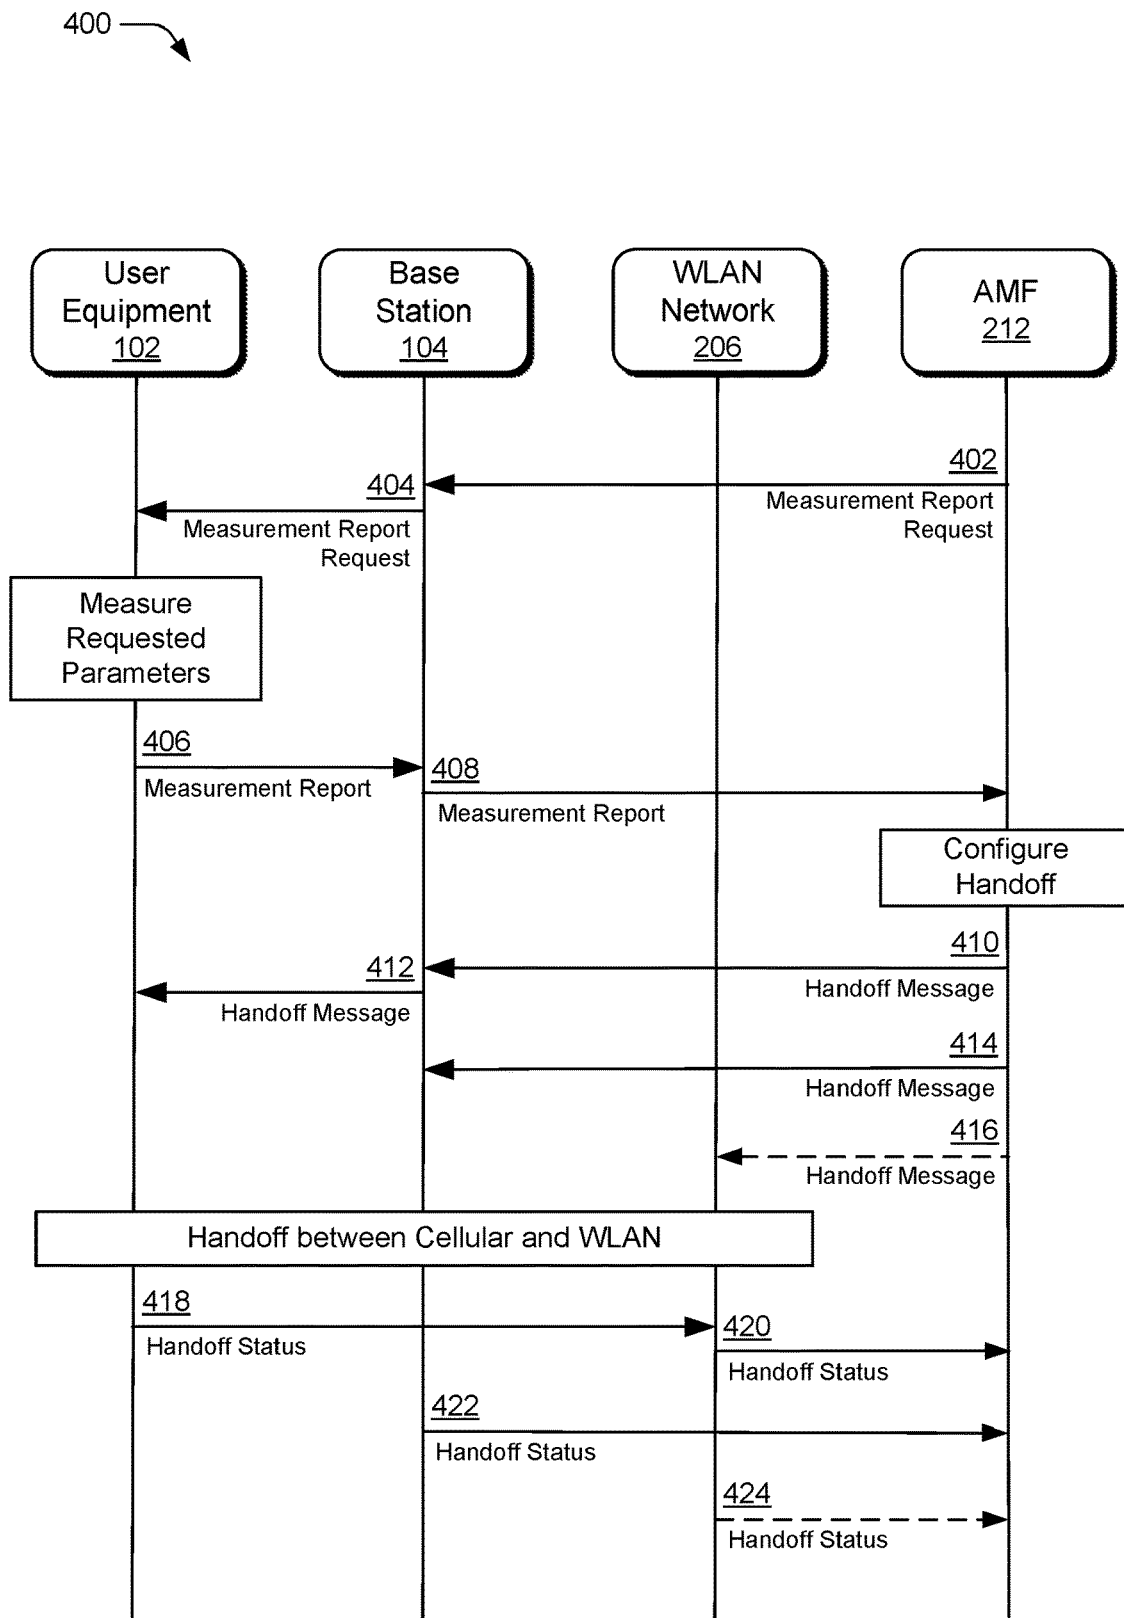 400
User
Equipment
102
Base
Station
104
WLAN
Network
206
AMF
212
402
Measurement Report
Request
404
Measurement Report
Request
Measure
Requested
Parameters
406
Measurement Report
408
Measurement Report
Configure
Handoff
410
Handoff Message
412
Handoff Message
414
Handoff Message
416
Handoff Message
Handoff between Cellular and WLAN
418
Handoff Status
420
Handoff Status
422
Handoff Status
424
Handoff Status